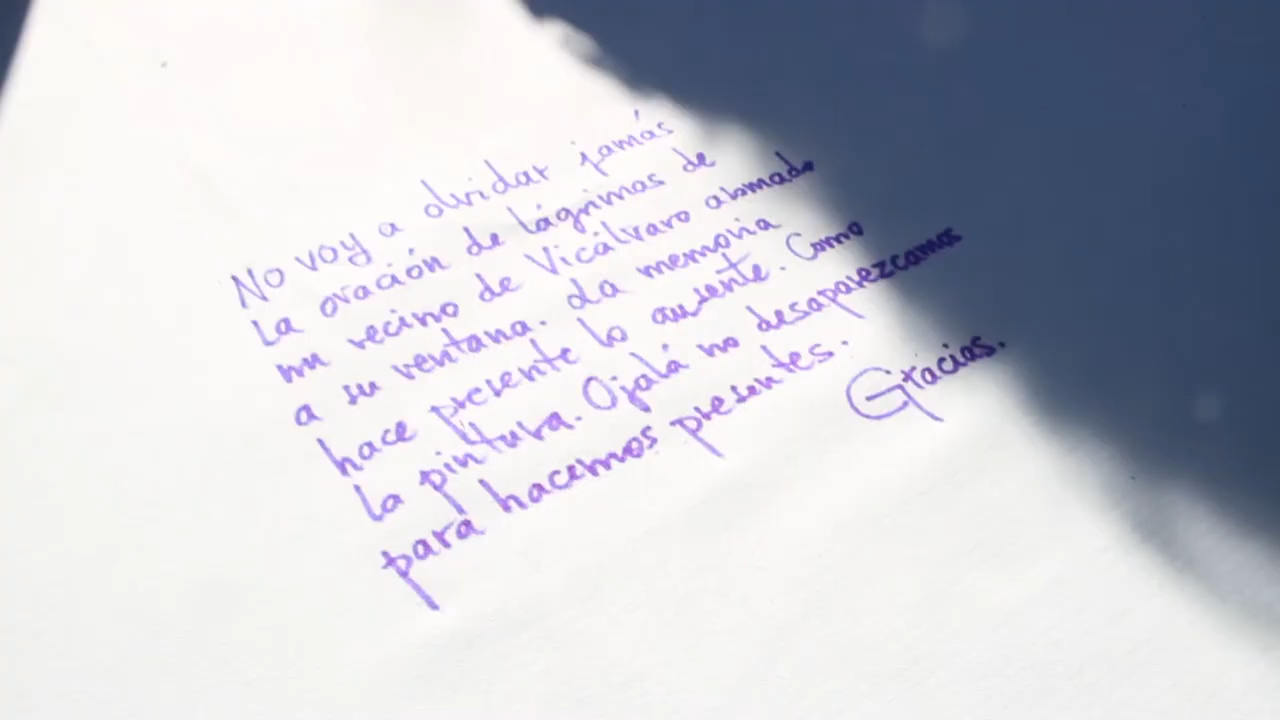 No voy a olvidar jamás
la oración de lágrimas de
un vecino de Vicálvaro asomado
a su ventana. La memoria
hace presente lo ausente. Como
la pintura. Ojalá no desaparezcamos
para hacernos presentes.
Gracias.